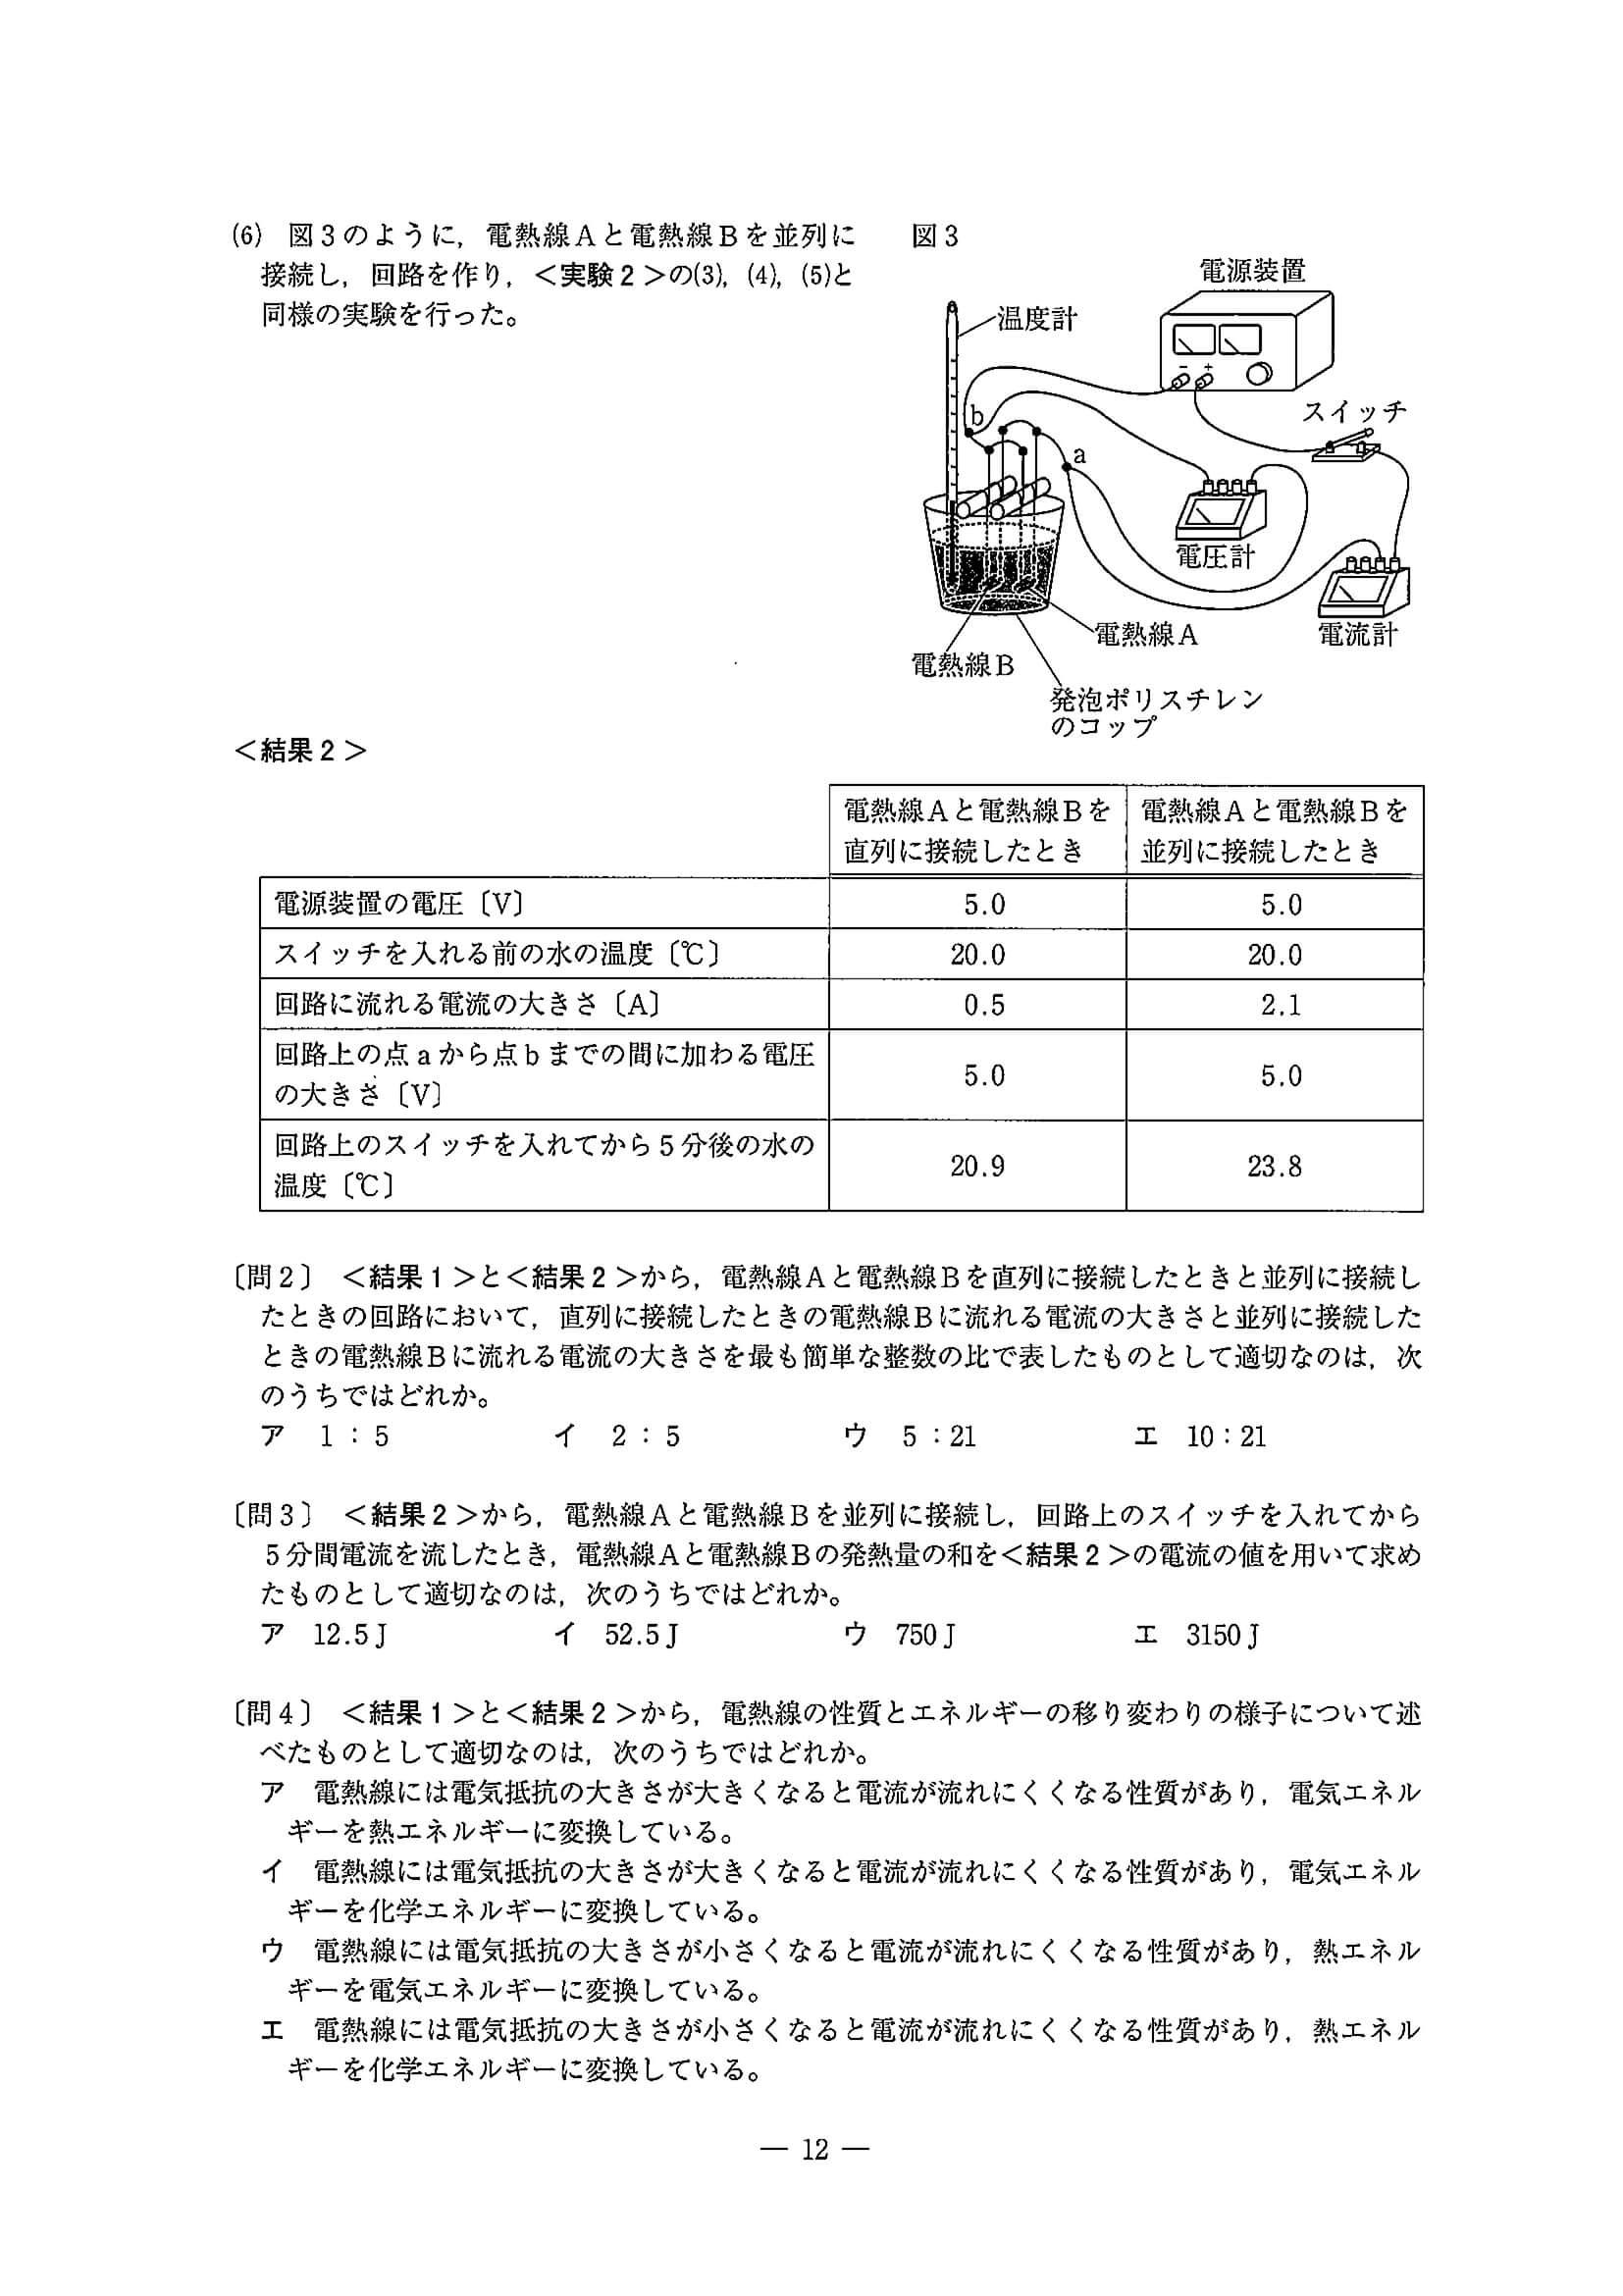 (6) 図3のように，電熱線Aと電熱線Bを並列に
接続し，回路を作り，＜実験2＞の(3)，(4)，(5)と
同様の実験を行った。
図3
電源装置
温度計
スイッチ
b
a
− +
電圧計
電熱線A
電流計
電熱線B
発泡ポリスチレン
のコップ
＜結果2＞
電熱線Aと電熱線Bを
直列に接続したとき
電熱線Aと電熱線Bを
並列に接続したとき
電源装置の電圧〔V〕 5.0 5.0
スイッチを入れる前の水の温度〔℃〕 20.0 20.0
回路に流れる電流の大きさ〔A〕 0.5 2.1
回路上の点aから点bまでの間に加わる電圧
の大きさ〔V〕 5.0 5.0
回路上のスイッチを入れてから5分後の水の
温度〔℃〕 20.9 23.8
〔問2〕 ＜結果1＞と＜結果2＞から，電熱線Aと電熱線Bを直列に接続したときと並列に接続し
たときの回路において，直列に接続したときの電熱線Bに流れる電流の大きさと並列に接続した
ときの電熱線Bに流れる電流の大きさを最も簡単な整数の比で表したものとして適切なのは，次
のうちではどれか。
ア 1：5 イ 2：5 ウ 5：21 エ 10：21
〔問3〕 ＜結果2＞から，電熱線Aと電熱線Bを並列に接続し，回路上のスイッチを入れてから
5分間電流を流したとき，電熱線Aと電熱線Bの発熱量の和を＜結果2＞の電流の値を用いて求め
たものとして適切なのは，次のうちではどれか。
ア 12.5J イ 52.5J ウ 750J エ 3150J
〔問4〕 ＜結果1＞と＜結果2＞から，電熱線の性質とエネルギーの移り変わりの様子について述
べたものとして適切なのは，次のうちではどれか。
ア 電熱線には電気抵抗の大きさが大きくなると電流が流れにくくなる性質があり，電気エネル
ギーを熱エネルギーに変換している。
イ 電熱線には電気抵抗の大きさが大きくなると電流が流れにくくなる性質があり，電気エネル
ギーを化学エネルギーに変換している。
ウ 電熱線には電気抵抗の大きさが小さくなると電流が流れにくくなる性質があり，熱エネル
ギーを電気エネルギーに変換している。
エ 電熱線には電気抵抗の大きさが小さくなると電流が流れにくくなる性質があり，熱エネル
ギーを化学エネルギーに変換している。
— 12 —